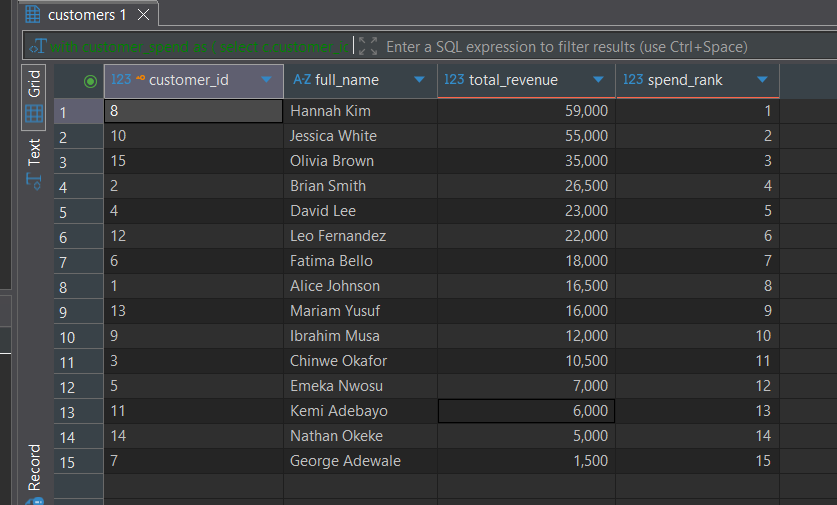 customers 1
with customer_spend as ( select c.customer_id Enter a SQL expression to filter results (use Ctrl+Space)
Grid
Text
Record
123 customer_id A-Z full_name 123 total_revenue 123 spend_rank
1 8 Hannah Kim 59,000 1
2 10 Jessica White 55,000 2
3 15 Olivia Brown 35,000 3
4 2 Brian Smith 26,500 4
5 4 David Lee 23,000 5
6 12 Leo Fernandez 22,000 6
7 6 Fatima Bello 18,000 7
8 1 Alice Johnson 16,500 8
9 13 Mariam Yusuf 16,000 9
10 9 Ibrahim Musa 12,000 10
11 3 Chinwe Okafor 10,500 11
12 5 Emeka Nwosu 7,000 12
13 11 Kemi Adebayo 6,000 13
14 14 Nathan Okeke 5,000 14
15 7 George Adewale 1,500 15